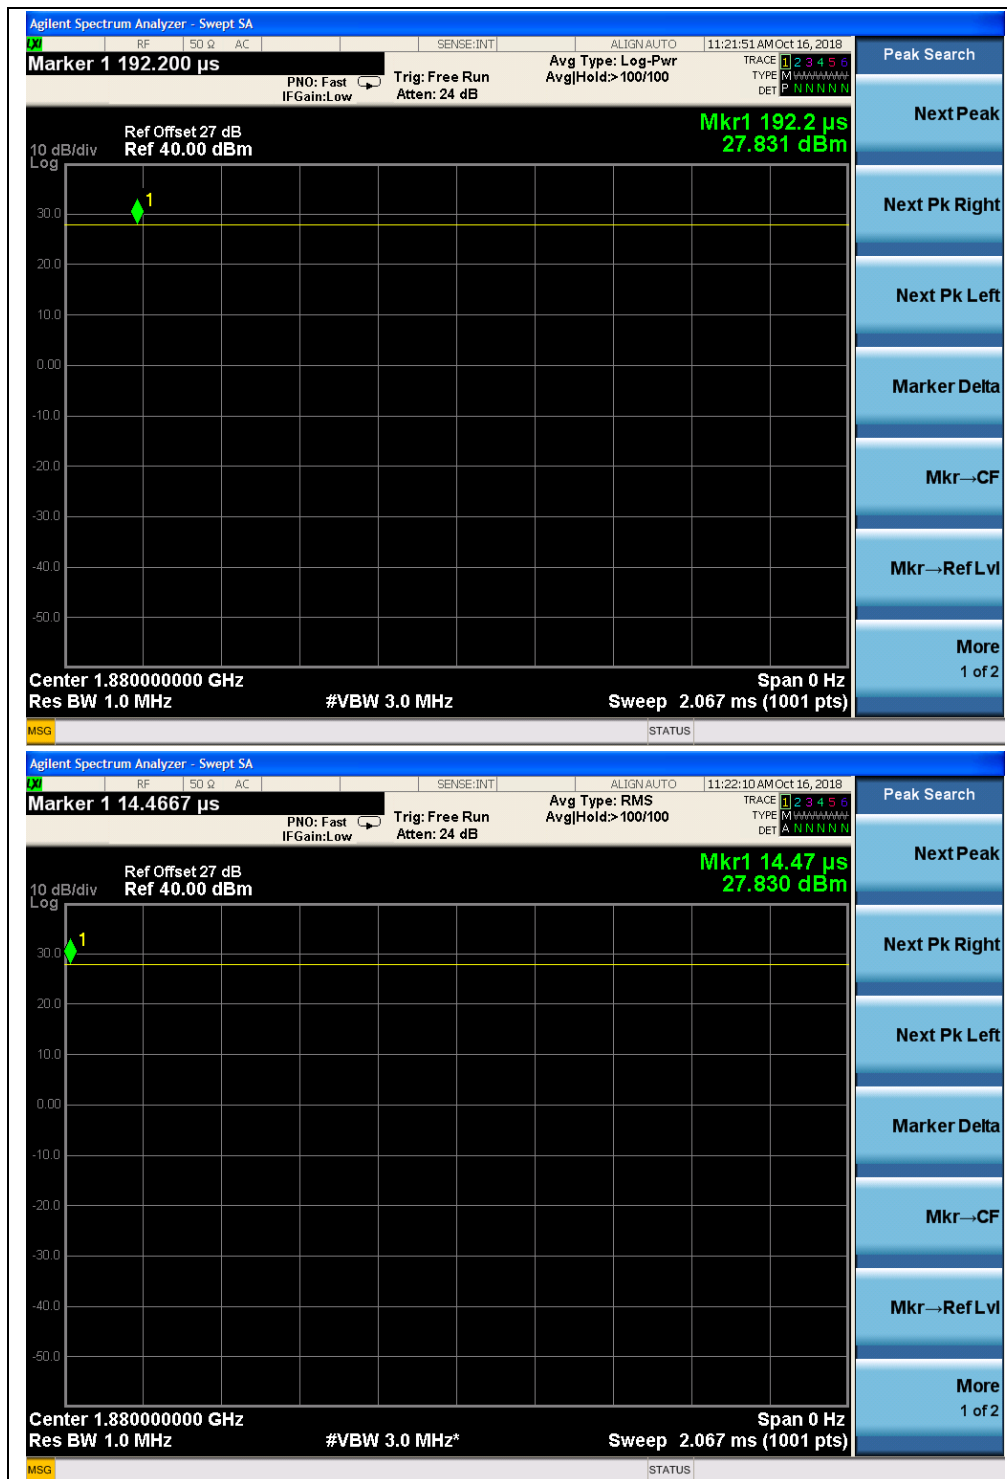 Agilent Spectrum Analyzer - Swept SA
LXI RF 50 Ω AC SENSE:INT ALIGN AUTO 11:21:51 AM Oct 16, 2018
Marker 1 192.200 µs
PNO: Fast
IFGain:Low
Trig: Free Run
Atten: 24 dB
Avg Type: Log-Pwr
Avg|Hold:>100/100
TRACE 1 2 3 4 5 6
TYPE M
DET P N N N N N
Peak Search
Mkr1 192.2 µs
27.831 dBm
Ref Offset 27 dB
10 dB/div Ref 40.00 dBm
Log
1
30.0
20.0
10.0
0.00
-10.0
-20.0
-30.0
-40.0
-50.0
Center 1.880000000 GHz Span 0 Hz
Res BW 1.0 MHz #VBW 3.0 MHz Sweep 2.067 ms (1001 pts)
MSG STATUS
Next Peak
Next Pk Right
Next Pk Left
Marker Delta
Mkr→CF
Mkr→Ref Lvl
More
1 of 2
Agilent Spectrum Analyzer - Swept SA
LXI RF 50 Ω AC SENSE:INT ALIGN AUTO 11:22:10 AM Oct 16, 2018
Marker 1 14.4667 µs
PNO: Fast
IFGain:Low
Trig: Free Run
Atten: 24 dB
Avg Type: RMS
Avg|Hold:>100/100
TRACE 1 2 3 4 5 6
TYPE M
DET A N N N N N
Peak Search
Mkr1 14.47 µs
27.830 dBm
Ref Offset 27 dB
10 dB/div Ref 40.00 dBm
Log
1
30.0
20.0
10.0
0.00
-10.0
-20.0
-30.0
-40.0
-50.0
Center 1.880000000 GHz Span 0 Hz
Res BW 1.0 MHz #VBW 3.0 MHz* Sweep 2.067 ms (1001 pts)
MSG STATUS
Next Peak
Next Pk Right
Next Pk Left
Marker Delta
Mkr→CF
Mkr→Ref Lvl
More
1 of 2